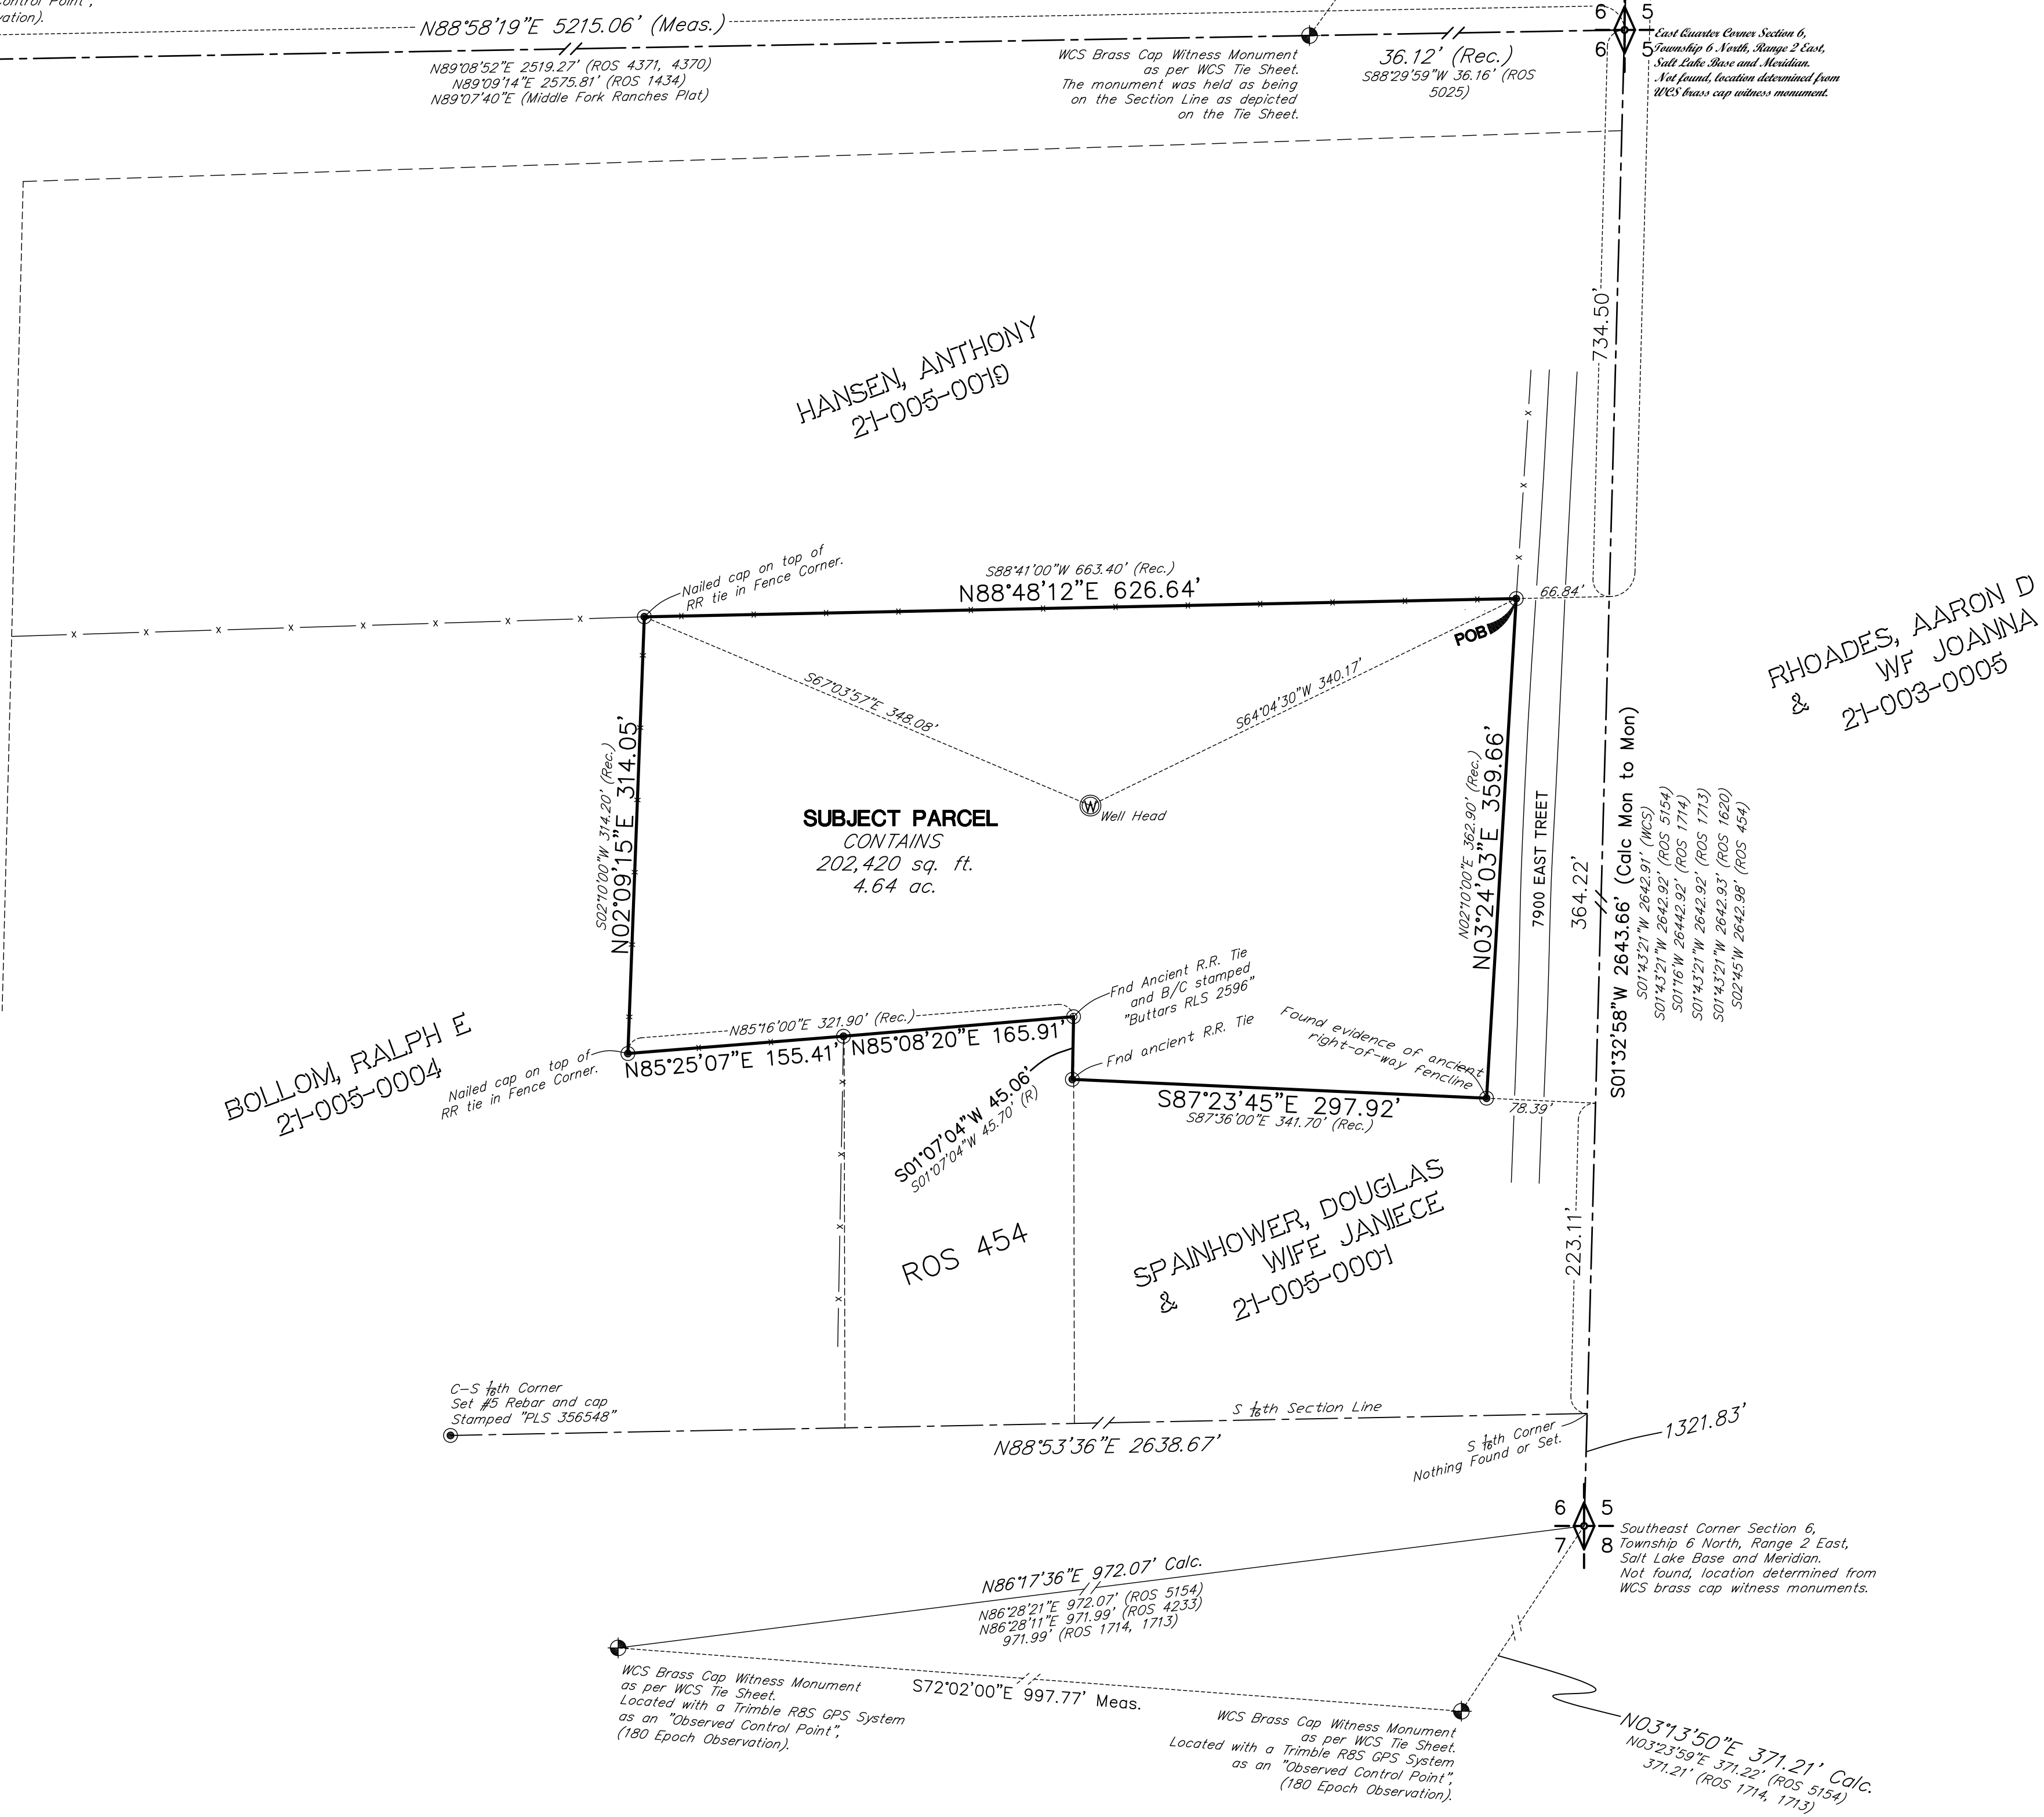 ontrol Point",
vation).
N88°58'19"E 5215.06' (Meas.)
N89°08'52"E 2519.27' (ROS 4371, 4370)
N89°09'14"E 2575.81' (ROS 1434)
N89°07'40"E (Middle Fork Ranches Plat)
WCS Brass Cap Witness Monument
as per WCS Tie Sheet.
The monument was held as being
on the Section Line as depicted
on the Tie Sheet.
36.12' (Rec.)
S88°29'59"W 36.16' (ROS
5025)
6 5
6 5
East Quarter Corner Section 6,
Township 6 North, Range 2 East,
Salt Lake Base and Meridian.
Not found, location determined from
WCS brass cap witness monument.
734.50'
HANSEN, ANTHONY
21-005-0019
Nailed cap on top of
RR tie in Fence Corner.
S88°41'00"W 663.40' (Rec.)
N88°48'12"E 626.64'
66.84'
POB
RHOADES, AARON D
& WF JOANNA
21-003-0005
S67°03'57"E 348.08'
S64°04'30"W 340.17'
S02°10'00"W 314.20' (Rec.)
N02°09'15"E 314.05'
SUBJECT PARCEL
CONTAINS
202,420 sq. ft.
4.64 ac.
W
Well Head
N02°10'00"E 362.90' (Rec.)
N03°24'03"E 359.66'
7900 EAST TREET
364.22'
S01°32'58"W 2643.66' (Calc Mon to Mon)
S01°43'21"W 2642.91' (WCS)
S01°43'21"W 2642.92' (ROS 5154)
S01°16'W 26442.92' (ROS 1714)
S01°43'21"W 2642.92' (ROS 1713)
S01°43'21"W 2642.93' (ROS 1620)
S02°45'W 2642.98' (ROS 454)
Fnd Ancient R.R. Tie
and B/C stamped
"Buttars RLS 2596"
Fnd ancient R.R. Tie
Found evidence of ancient
right-of-way fencline
N85°16'00"E 321.90' (Rec.)
N85°25'07"E 155.41'
N85°08'20"E 165.91'
BOLLOM, RALPH E
21-005-0004
Nailed cap on top of
RR tie in Fence Corner.
S01°07'04"W 45.06'
S01°07'04"W 45.70' (R)
S87°23'45"E 297.92'
S87°36'00"E 341.70' (Rec.)
78.39'
223.11'
ROS 454
SPAINHOWER, DOUGLAS
& WIFE JANIECE
21-005-0001
C-S 1/16th Corner
Set #5 Rebar and cap
Stamped "PLS 356548"
S 1/16th Section Line
N88°53'36"E 2638.67'
S 1/16th Corner
Nothing Found or Set.
1321.83'
6 5
7 8
Southeast Corner Section 6,
Township 6 North, Range 2 East,
Salt Lake Base and Meridian.
Not found, location determined from
WCS brass cap witness monuments.
N86°17'36"E 972.07' Calc.
N86°28'21"E 972.07' (ROS 5154)
N86°28'11"E 971.99' (ROS 4233)
971.99' (ROS 1714, 1713)
WCS Brass Cap Witness Monument
as per WCS Tie Sheet.
Located with a Trimble R8S GPS System
as an "Observed Control Point",
(180 Epoch Observation).
S72°02'00"E 997.77' Meas.
WCS Brass Cap Witness Monument
as per WCS Tie Sheet.
Located with a Trimble R8S GPS System
as an "Observed Control Point",
(180 Epoch Observation).
N03°13'50"E 371.21' Calc.
N03°23'59"E 371.22' (ROS 5154)
371.21' (ROS 1714, 1713)